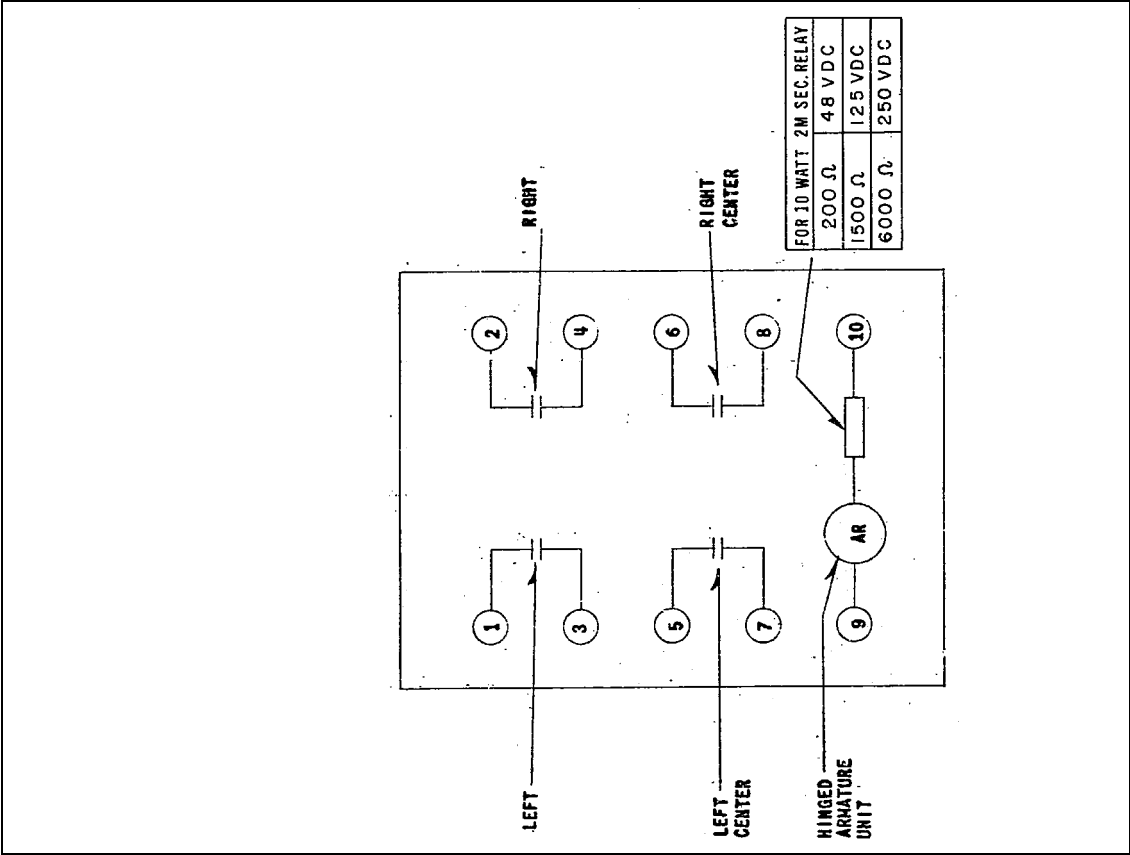 1
2
LEFT
RIGHT
3
4
5
6
LEFT
CENTER
RIGHT
CENTER
7
8
FOR 10 WATT 2M SEC. RELAY
200 Ω 48 VDC
1500 Ω 125 VDC
6000 Ω 250 VDC
HINGED
ARMATURE
UNIT
9
AR
10